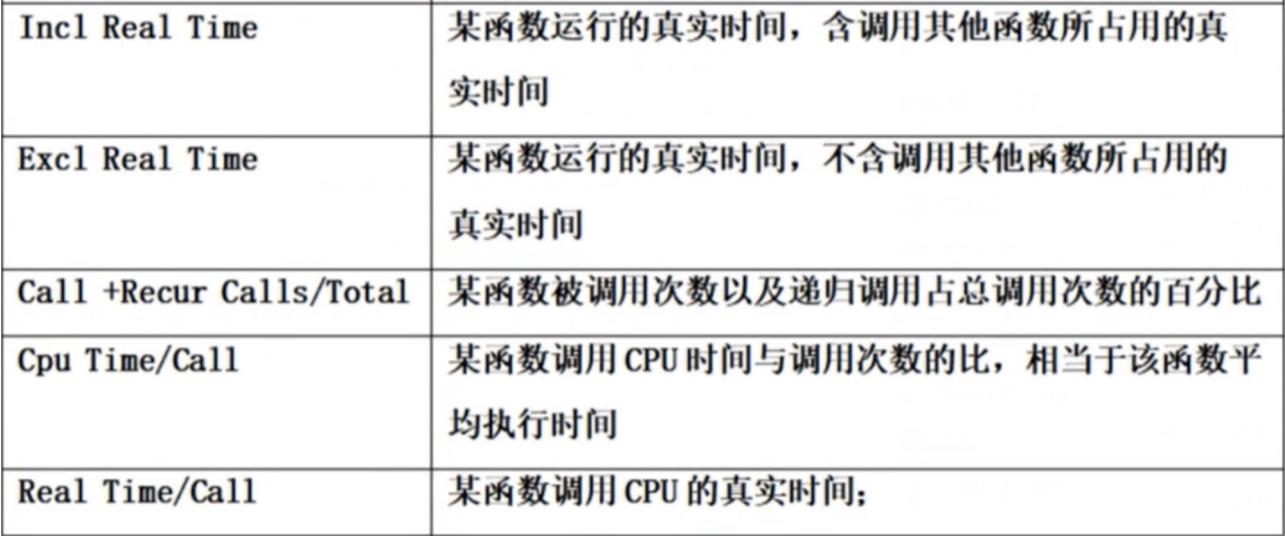 Incl Real Time
某函数运行的真实时间，含调用其他函数所占用的真
实时间
Excl Real Time
某函数运行的真实时间，不含调用其他函数所占用的
真实时间
Call +Recur Calls/Total
某函数被调用次数以及递归调用占总调用次数的百分比
Cpu Time/Call
某函数调用 CPU 时间与调用次数的比，相当于该函数平
均执行时间
Real Time/Call
某函数调用 CPU 的真实时间；